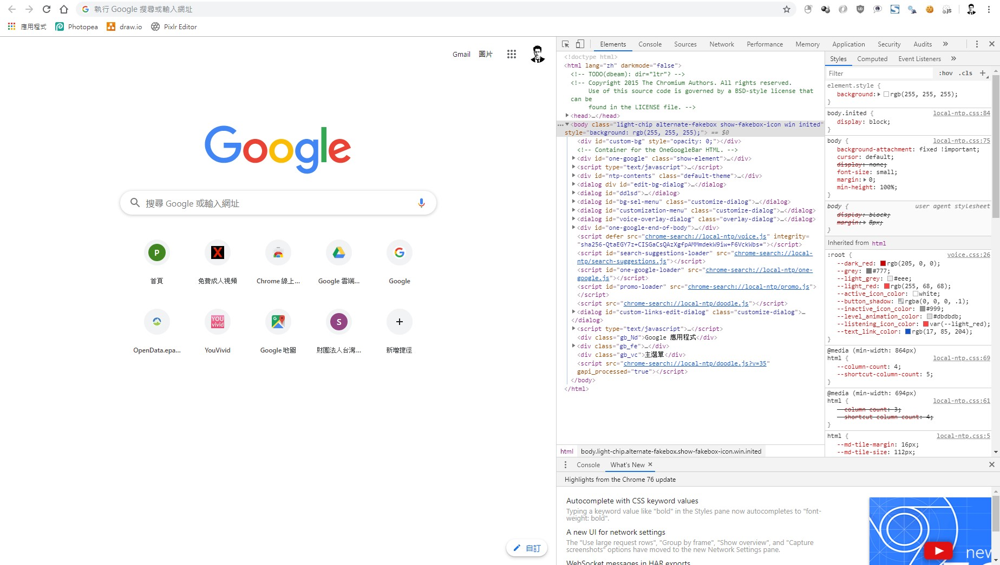 執行 Google 搜尋或輸入網址
應用程式 Photopea draw.io Pixlr Editor
Gmail 圖片
Google
搜尋 Google 或輸入網址
P X
首頁 免費成人視頻 Chrome 線上... Google 雲端... Google
YOU vivid S
OpenData.epa... YouVivid Google 地圖 財團法人台灣... 新增捷徑
自訂
Elements Console Sources Network Performance Memory Application Security Audits »
<!doctype html>
<html lang="zh" darkmode="false">
<!-- TODO(dbeam): dir="ltr"? -->
<!-- Copyright 2015 The Chromium Authors. All rights reserved.
Use of this source code is governed by a BSD-style license that
can be
found in the LICENSE file. -->
<head>…</head>
<body class="light-chip alternate-fakebox show-fakebox-icon win inited"
style="background: rgb(255, 255, 255);"> == $0
<div id="custom-bg" style="opacity: 0;"></div>
<!-- Container for the OneGoogleBar HTML. -->
<div id="one-google" class="show-element">…</div>
<script type="text/javascript">…</script>
<div id="ntp-contents" class="default-theme">…</div>
<dialog div id="edit-bg-dialog">…</dialog>
<dialog id="ddlsd">…</dialog>
<dialog id="bg-sel-menu" class="customize-dialog">…</dialog>
<dialog id="customization-menu" class="customize-dialog">…</dialog>
<dialog id="voice-overlay-dialog" class="overlay-dialog">…</dialog>
<div id="one-google-end-of-body">…</div>
<script defer src="chrome-search://local-ntp/voice.js" integrity=
"sha256-QtaEGY7z+CISGaCsQAzXgfpAMMmdekW9iw+F6VckWbs="></script>
<script id="search-suggestions-loader" src="chrome-search://local-
ntp/search-suggestions.js"></script>
<script id="one-google-loader" src="chrome-search://local-ntp/one-
google.js"></script>
<script id="promo-loader" src="chrome-search://local-ntp/promo.js">
</script>
<script src="chrome-search://local-ntp/doodle.js"></script>
<dialog id="custom-links-edit-dialog" class="customize-dialog">…
</dialog>
<script type="text/javascript">…</script>
<div class="gb_Nd">Google 應用程式</div>
<div class="gb_fe">…</div>
<div class="gb_vc">主選單</div>
<script src="chrome-search://local-ntp/doodle.js?v=35"
gapi_processed="true"></script>
</body>
</html>
html body.light-chip.alternate-fakebox.show-fakebox-icon.win.inited
Styles Computed Event Listeners »
Filter :hov .cls +
element.style {
background: rgb(255, 255, 255);
}
body.inited { local-ntp.css:84
display: block;
}
body { local-ntp.css:75
background-attachment: fixed !important;
cursor: default;
display: none;
font-size: small;
margin: 0;
min-height: 100%;
}
body { user agent stylesheet
display: block;
margin: 8px;
}
Inherited from html
:root { voice.css:26
--dark_red: rgb(205, 0, 0);
--grey: #777;
--light_grey: #eee;
--light_red: rgb(255, 68, 68);
--active_icon_color: white;
--button_shadow: rgba(0, 0, 0, .1);
--inactive_icon_color: #999;
--level_animation_color: #dbdbdb;
--listening_icon_color: var(--light_red);
--text_link_color: rgb(17, 85, 204);
}
@media (min-width: 864px)
html { local-ntp.css:69
--column-count: 4;
--shortcut-column-count: 5;
}
@media (min-width: 694px)
html { local-ntp.css:61
--column-count: 3;
--shortcut-column-count: 4;
}
html { local-ntp.css:5
--md-tile-margin: 16px;
--md-tile-size: 112px;
Console What's New
Highlights from the Chrome 76 update
Autocomplete with CSS keyword values
Typing a keyword value like "bold" in the Styles pane now autocompletes to "font-
weight: bold".
A new UI for network settings
The "Use large request rows", "Group by frame", "Show overview", and "Capture
screenshots" options have moved to the new Network Settings pane.
WebSocket messages in HAR exports
new